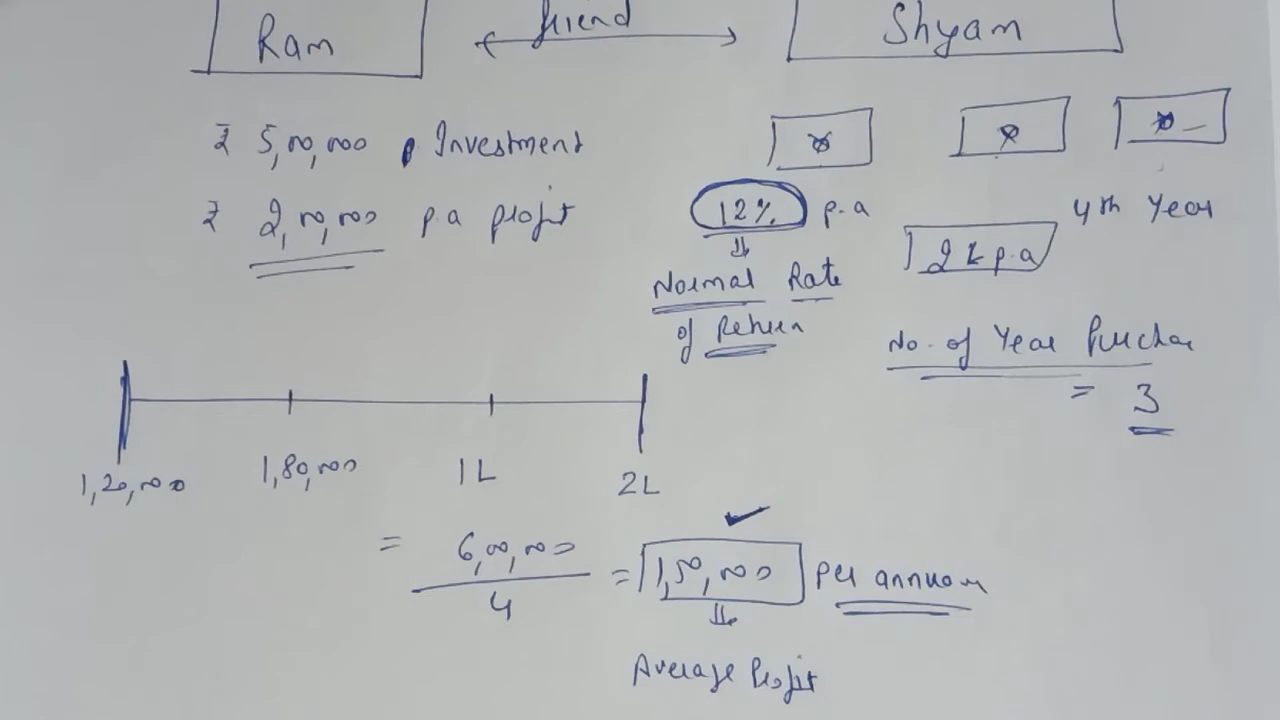 Ram friend Shyam
₹ 5,00,000 Investment
₹ 2,00,000 p.a profit
12% p.a
4th Year
2 L p.a
Normal Rate
of Return
No. of Year Purchase
= 3
1,20,000 1,80,000 1L 2L
= 6,00,000 / 4 = 1,50,000 per annum
Average Profit